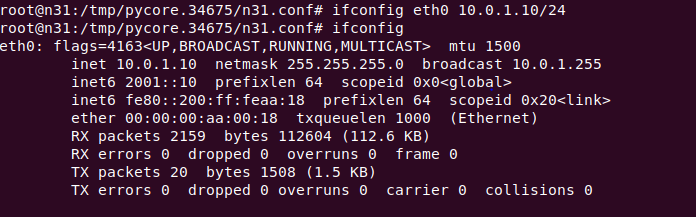 root@n31:/tmp/pycore.34675/n31.conf# ifconfig eth0 10.0.1.10/24
root@n31:/tmp/pycore.34675/n31.conf# ifconfig
eth0: flags=4163<UP,BROADCAST,RUNNING,MULTICAST>  mtu 1500
        inet 10.0.1.10  netmask 255.255.255.0  broadcast 10.0.1.255
        inet6 2001::10  prefixlen 64  scopeid 0x0<global>
        inet6 fe80::200:ff:feaa:18  prefixlen 64  scopeid 0x20<link>
        ether 00:00:00:aa:00:18  txqueuelen 1000  (Ethernet)
        RX packets 2159  bytes 112604 (112.6 KB)
        RX errors 0  dropped 0  overruns 0  frame 0
        TX packets 20  bytes 1508 (1.5 KB)
        TX errors 0  dropped 0 overruns 0  carrier 0  collisions 0